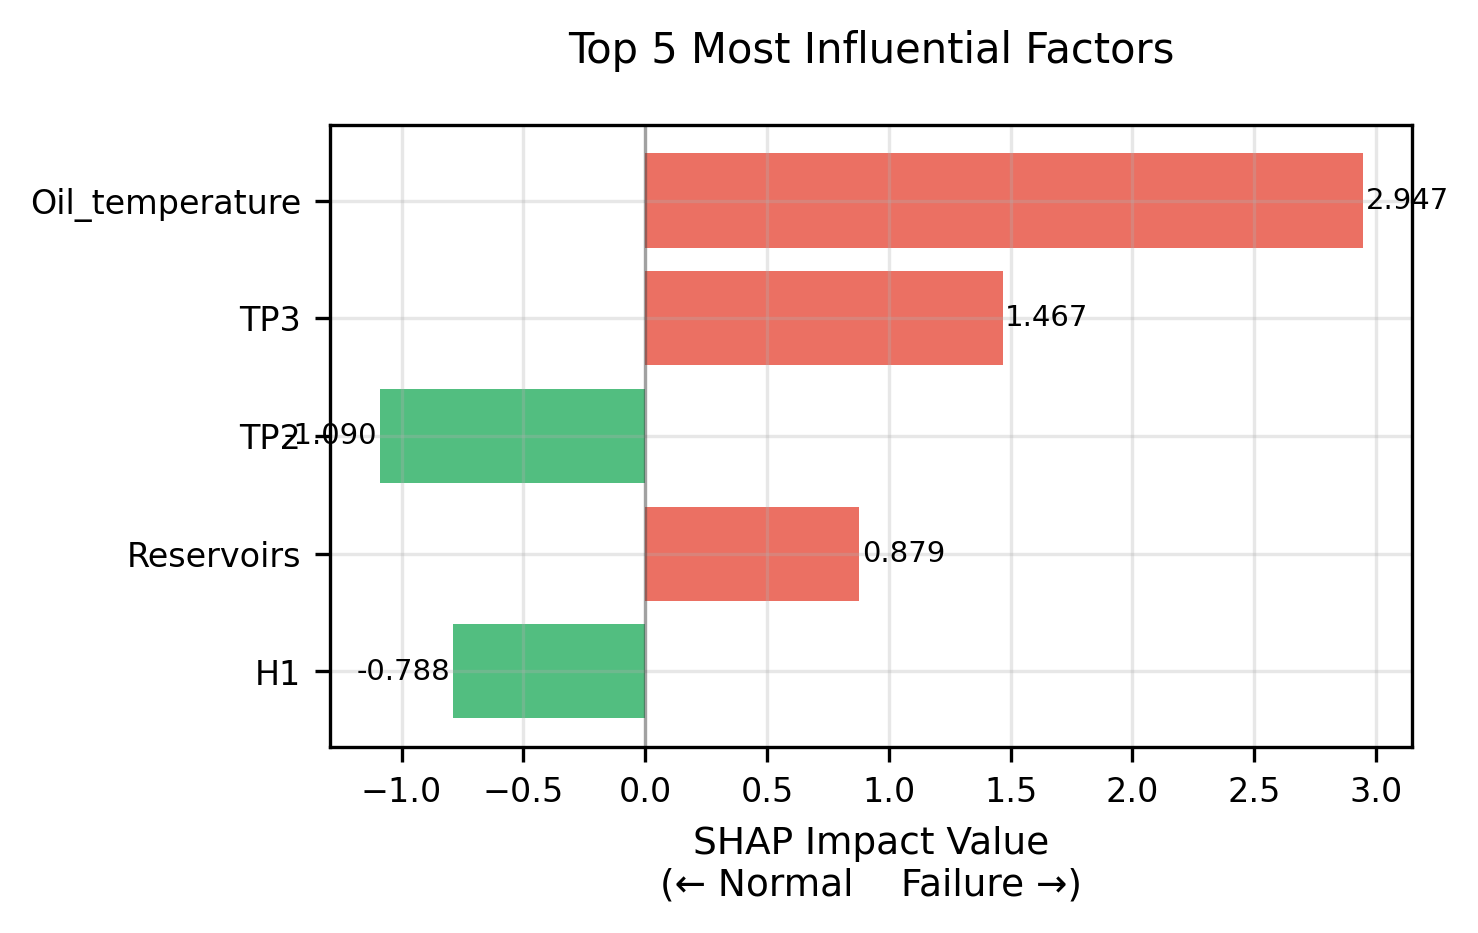 Top 5 Most Influential Factors
Oil_temperature
2.947
TP3
1.467
TP2
-1.090
Reservoirs
0.879
H1
-0.788
−1.0 −0.5 0.0 0.5 1.0 1.5 2.0 2.5 3.0
SHAP Impact Value
(← Normal    Failure →)